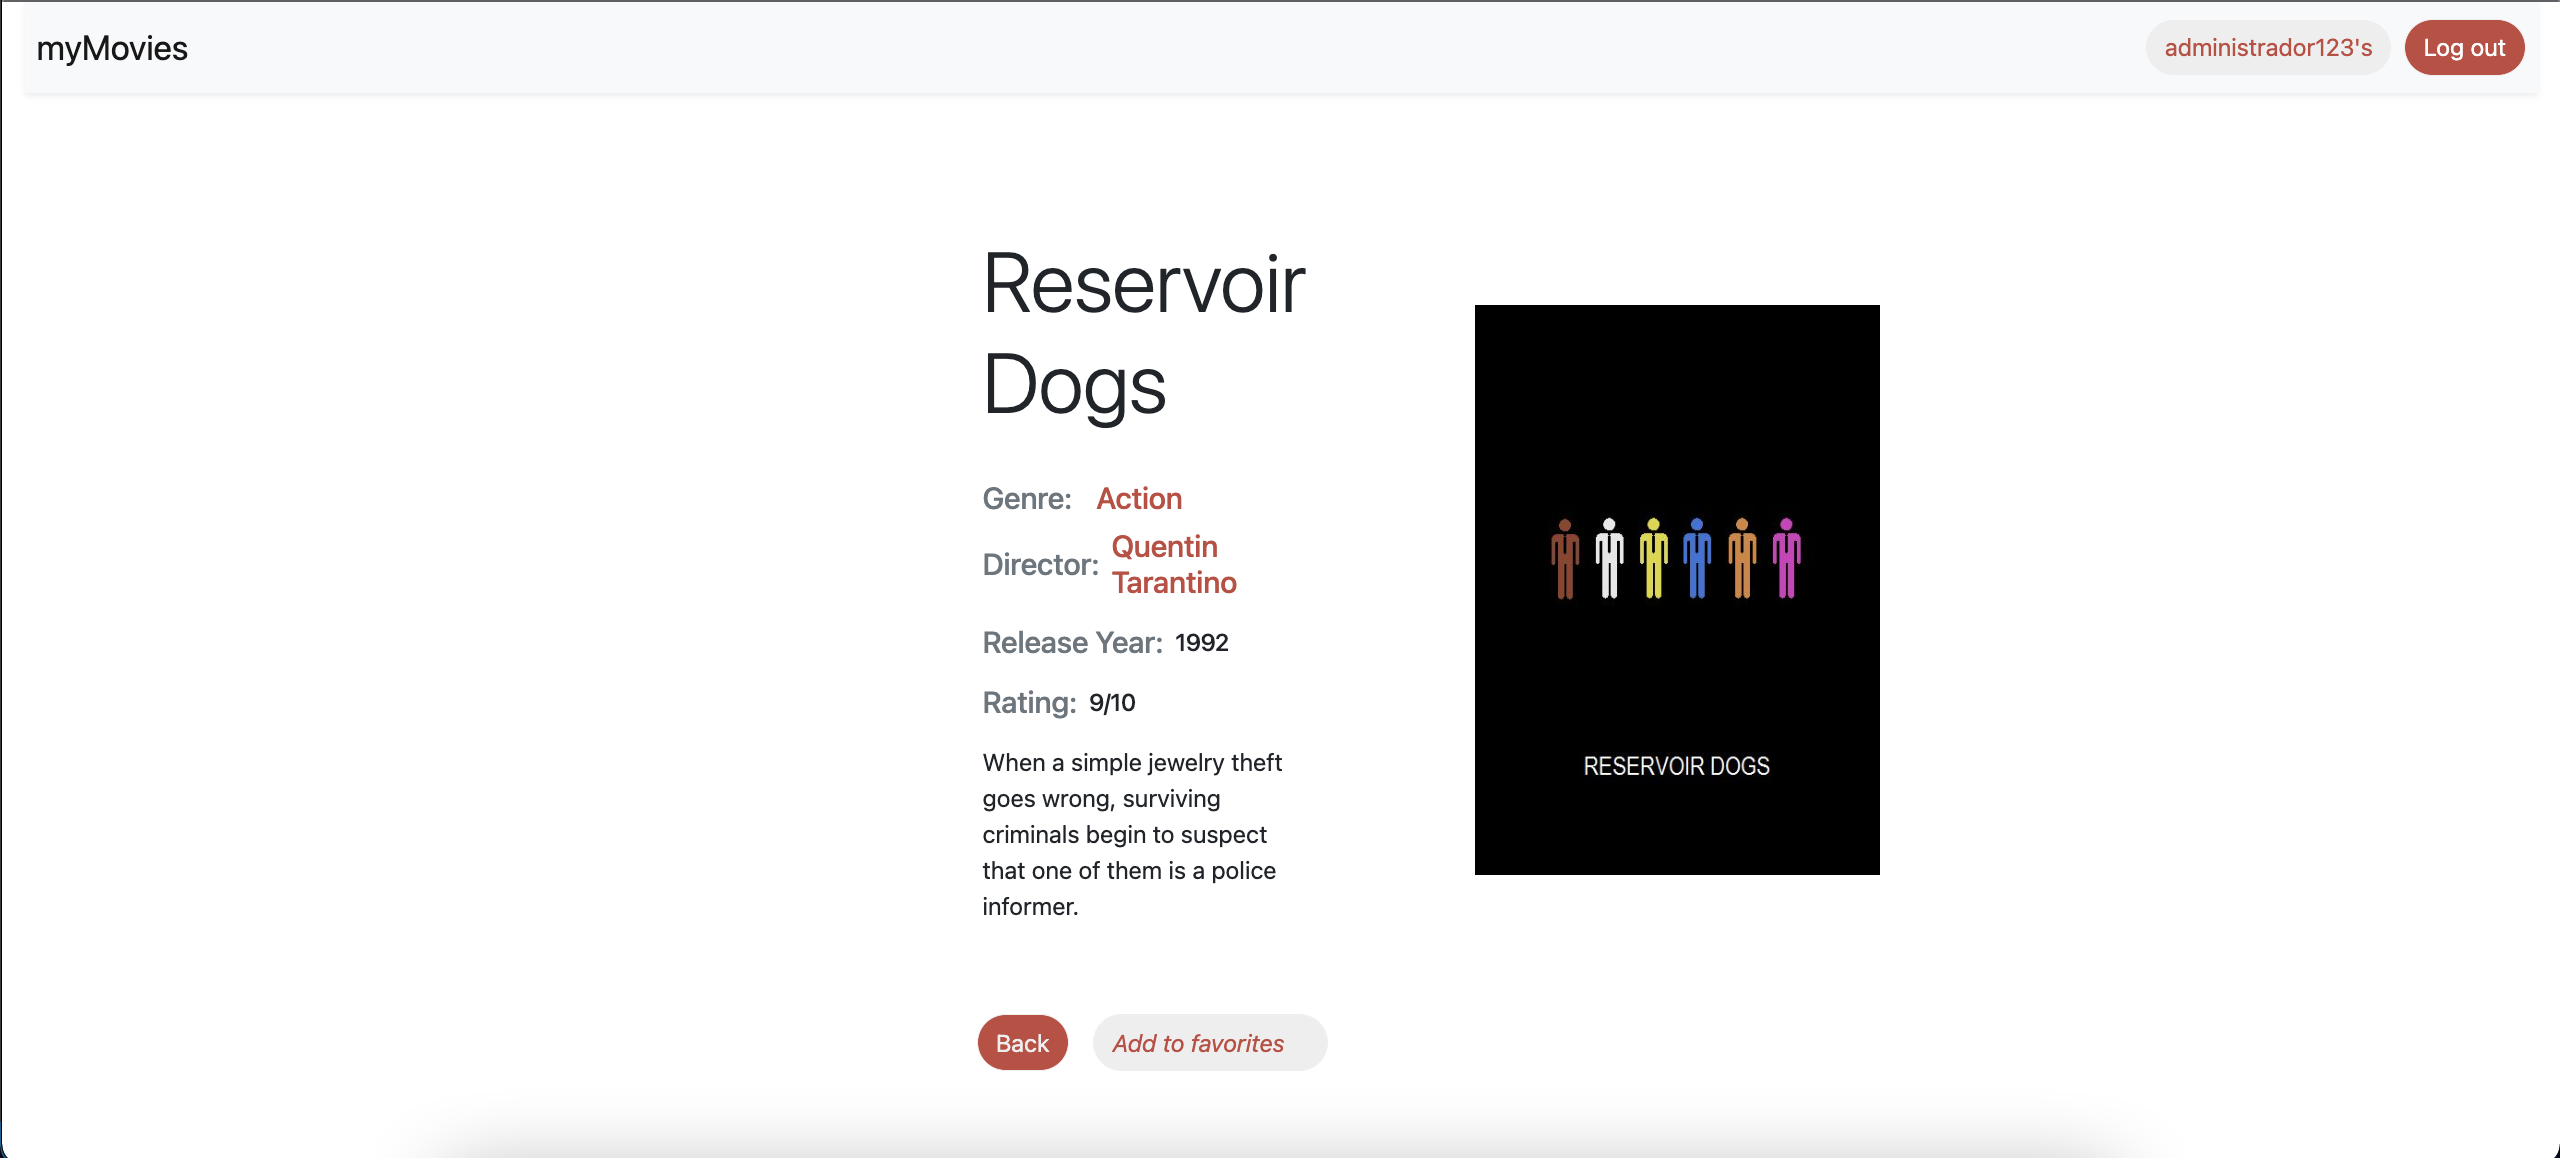 myMovies
administrador123's
Log out
Reservoir
Dogs
Genre: Action
Director: Quentin
Tarantino
Release Year: 1992
Rating: 9/10
When a simple jewelry theft
goes wrong, surviving
criminals begin to suspect
that one of them is a police
informer.
RESERVOIR DOGS
Back
Add to favorites